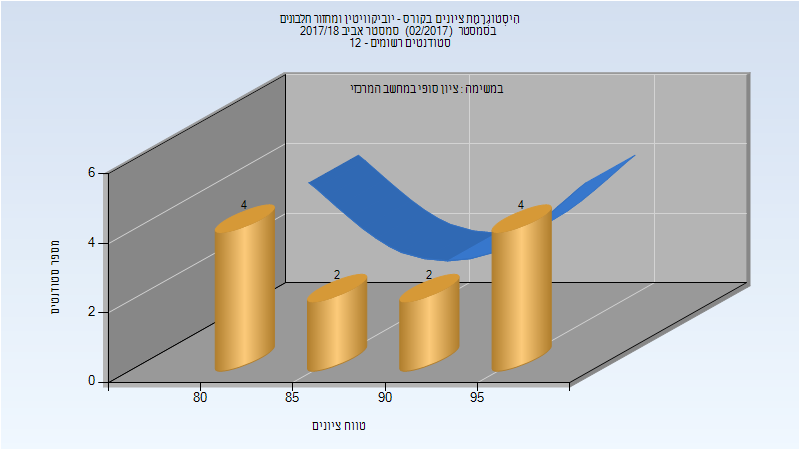 היסטוגרמת ציונים בקורס - יוביקוויטין ומחזור חלבונים
בסמסטר (02/2017) סמסטר אביב 2017/18
סטודנטים רשומים - 12
במשימה : ציון סופי במחשב המרכזי
מספר סטודנטים
6
4
2
0
4
2
2
4
80
85
90
95
טווח ציונים